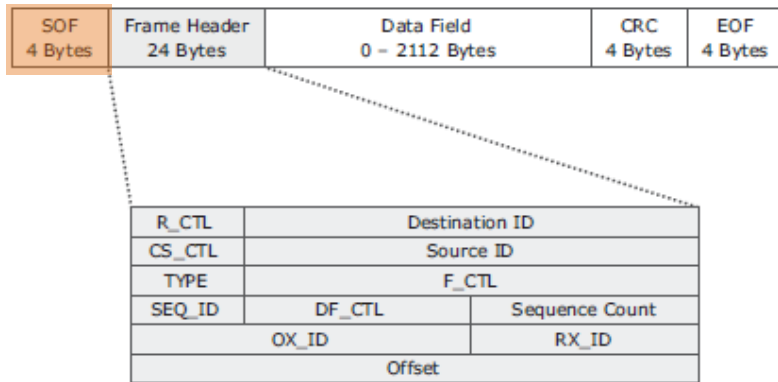 SOF Frame Header Data Field CRC EOF
4 Bytes 24 Bytes 0 – 2112 Bytes 4 Bytes 4 Bytes
R_CTL Destination ID
CS_CTL Source ID
TYPE F_CTL
SEQ_ID DF_CTL Sequence Count
OX_ID RX_ID
Offset